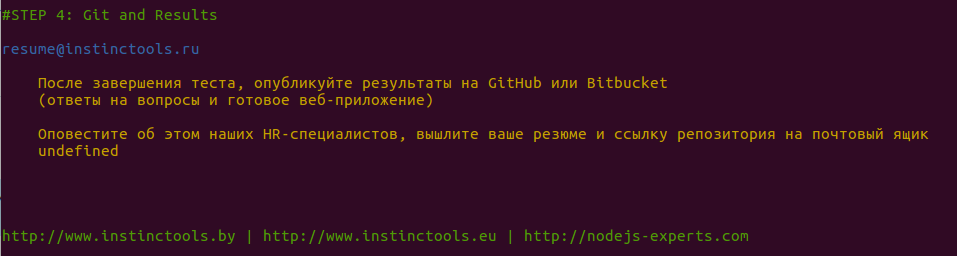 #STEP 4: Git and Results
resume@instinctools.ru
После завершения теста, опубликуйте результаты на GitHub или Bitbucket
(ответы на вопросы и готовое веб-приложение)
Оповестите об этом наших HR-специалистов, вышлите ваше резюме и ссылку репозитория на почтовый ящик
undefined
http://www.instinctools.by | http://www.instinctools.eu | http://nodejs-experts.com